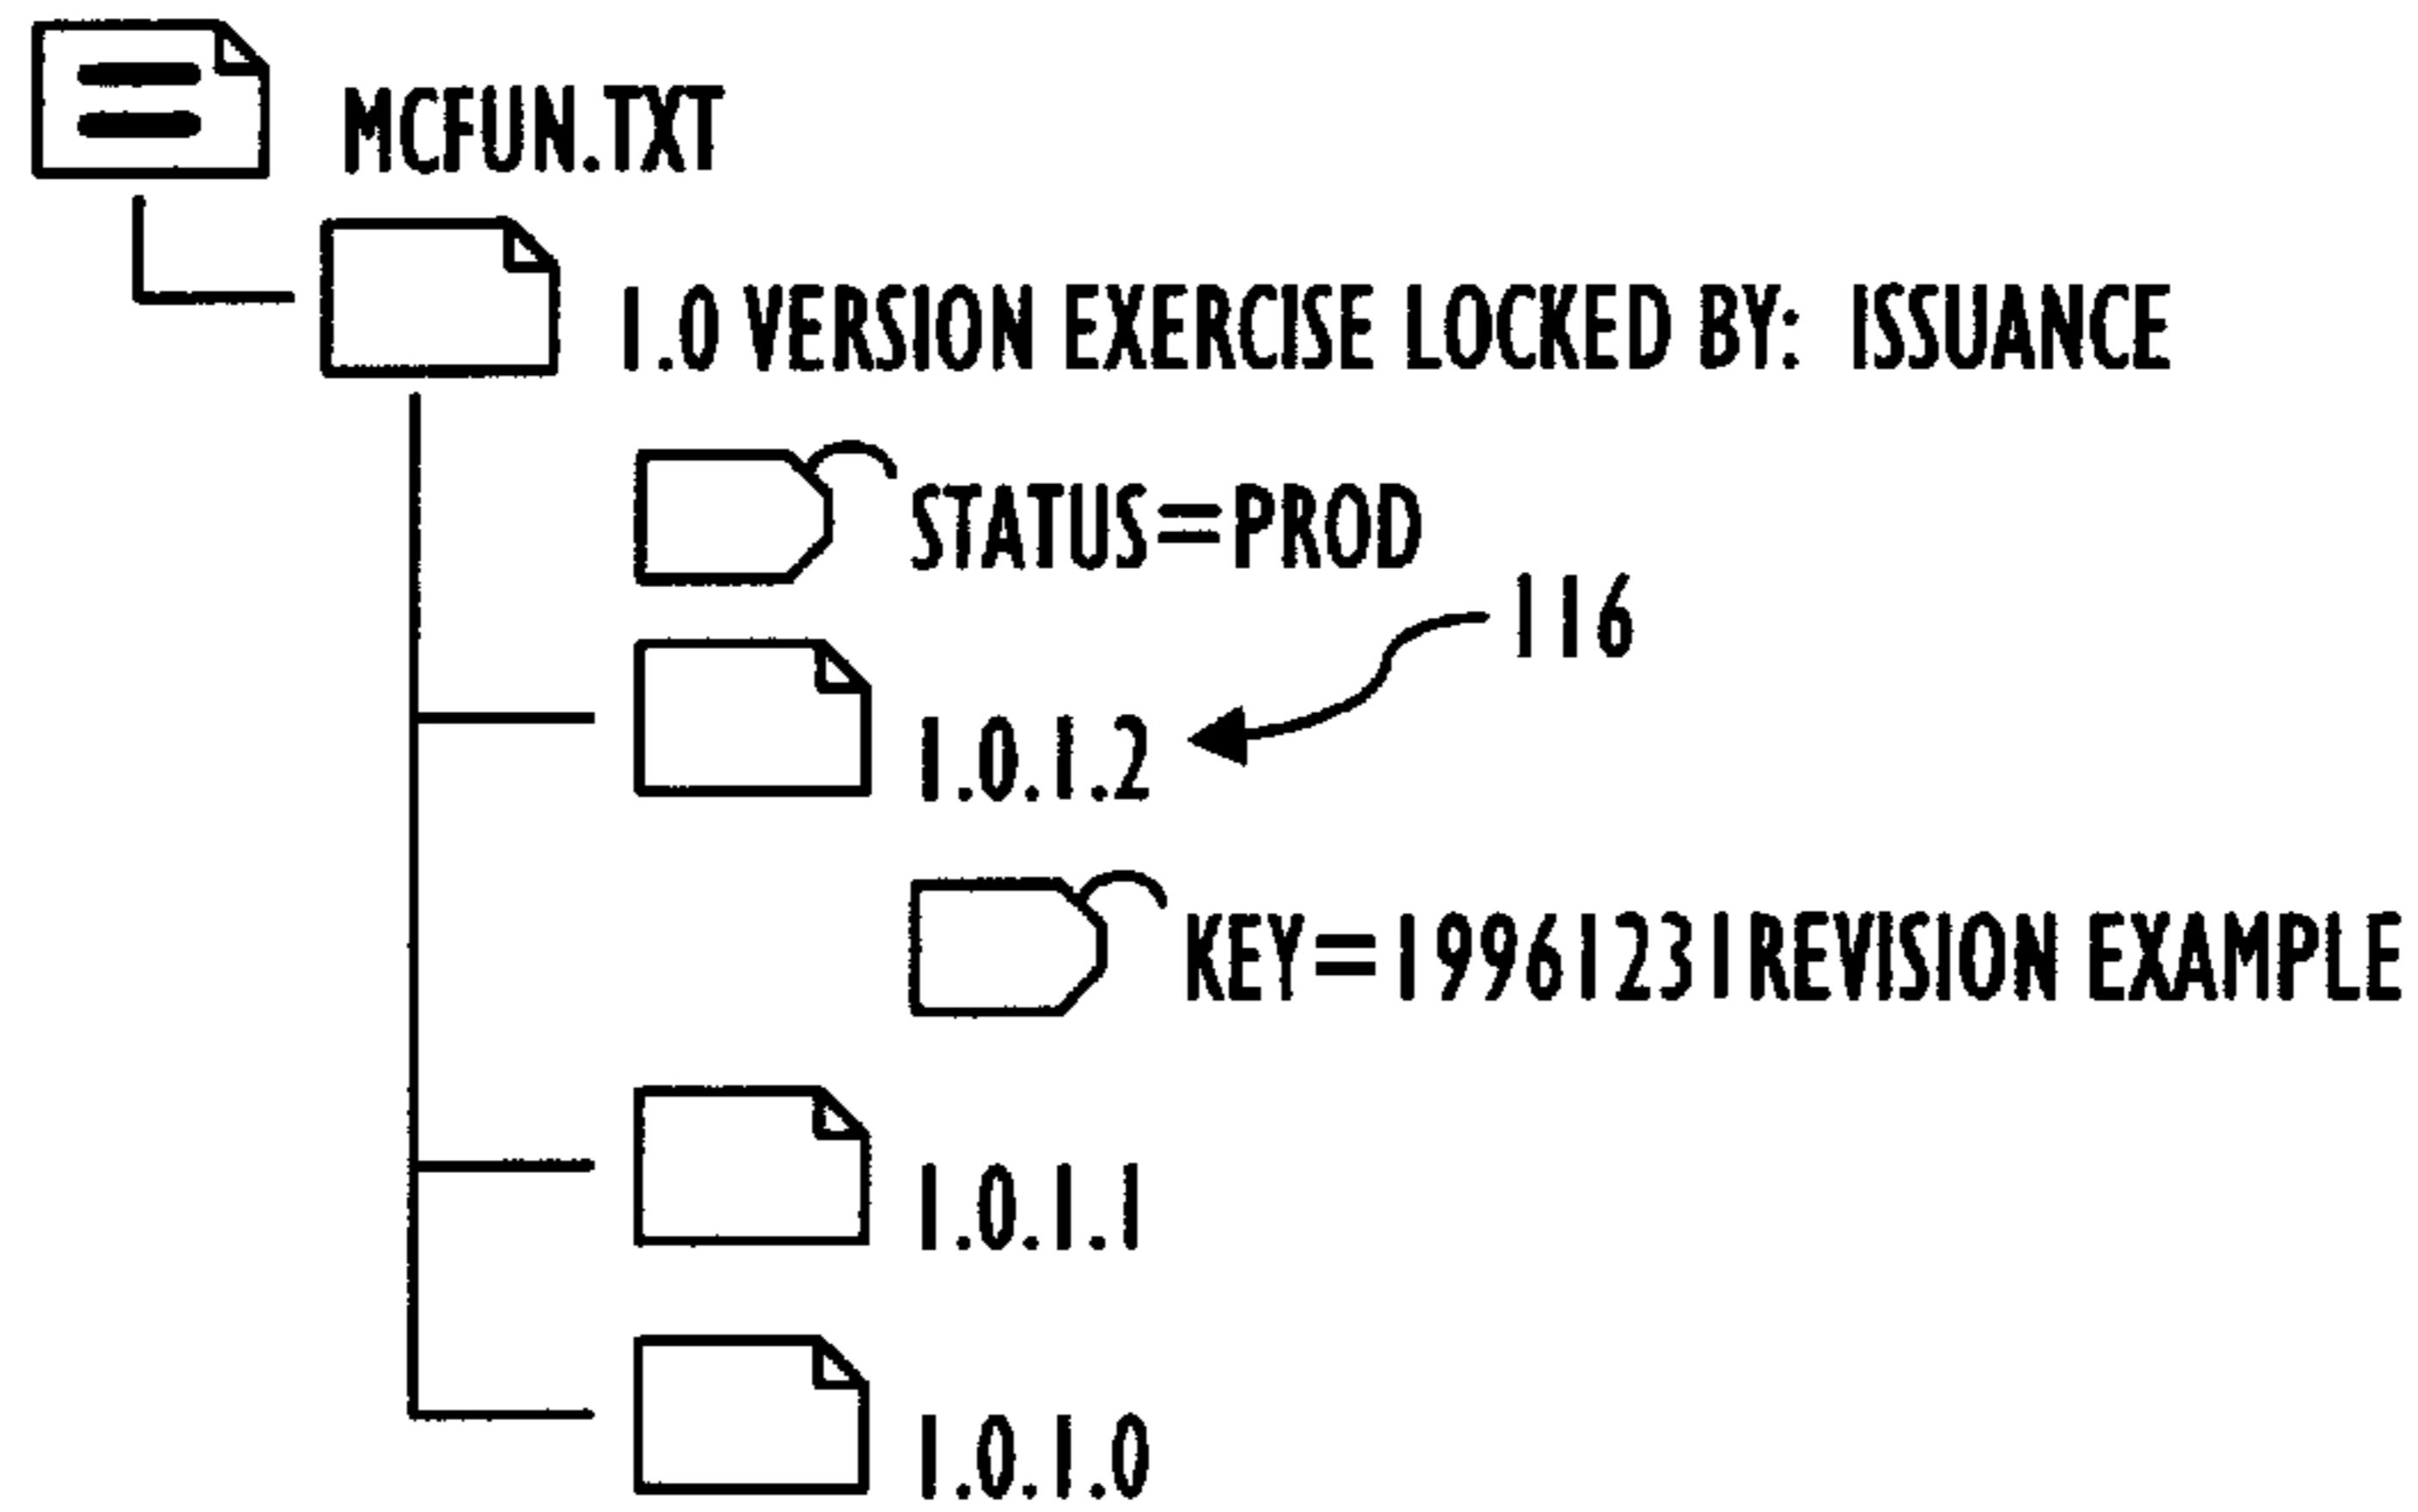 MCFUN.TXT
1.0 VERSION EXERCISE LOCKED BY: ISSUANCE
STATUS=PROD
116
1.0.1.2
KEY=19961231REVISION EXAMPLE
1.0.1.1
1.0.1.0